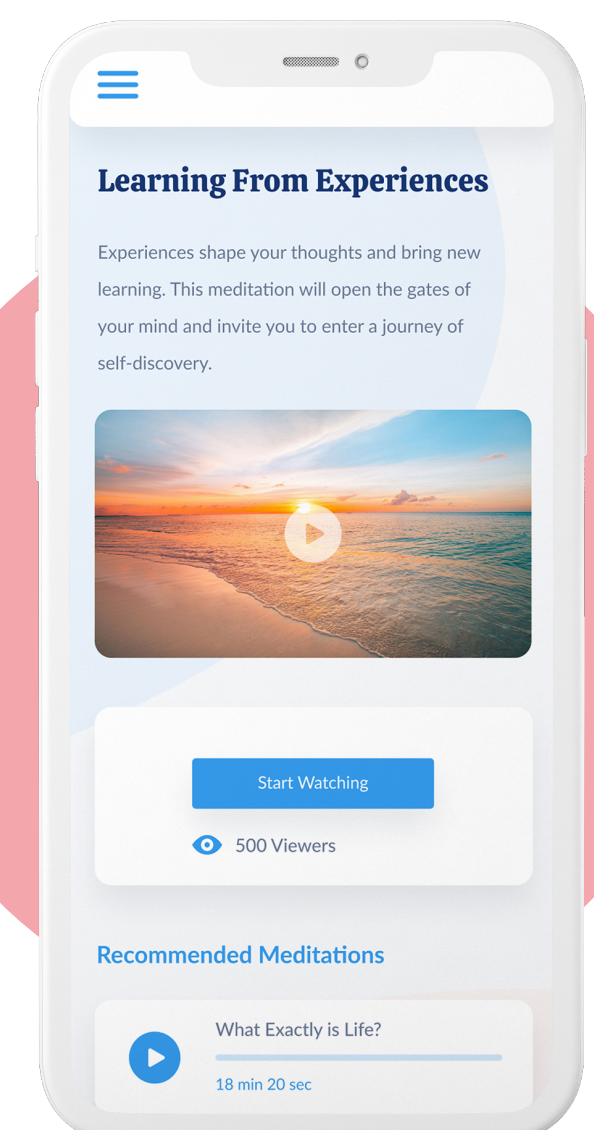 Learning From Experiences
Experiences shape your thoughts and bring new
learning. This meditation will open the gates of
your mind and invite you to enter a journey of
self-discovery.
Start Watching
500 Viewers
Recommended Meditations
What Exactly is Life?
18 min 20 sec